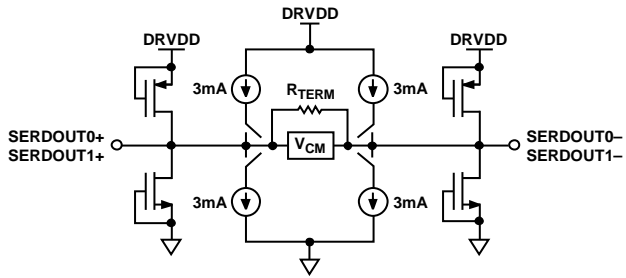 DRVDD
DRVDD
DRVDD
3mA
RTERM
3mA
SERDOUT0+
SERDOUT1+
VCM
SERDOUT0–
SERDOUT1–
3mA
3mA